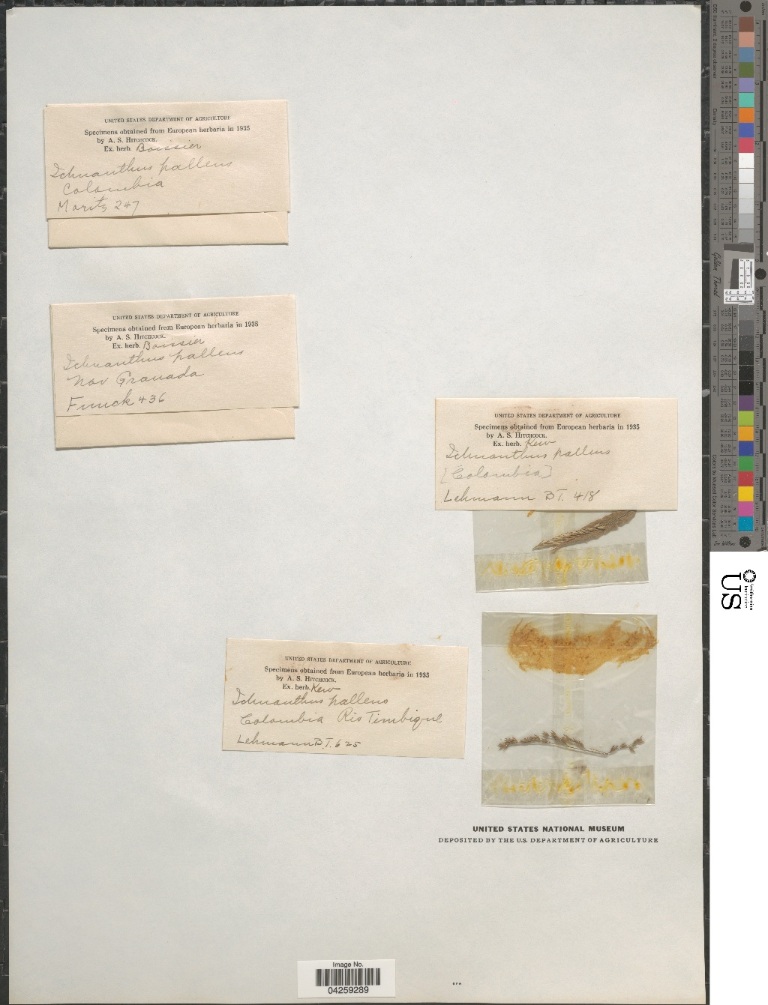 UNITED STATES DEPARTMENT OF AGRICULTURE
Specimens obtained from European herbaria in 1935
by A. S. Hitchcock.
Ex. herb. Boissier
Ichnanthus pallens
Colombia
Moritz 247
UNITED STATES DEPARTMENT OF AGRICULTURE
Specimens obtained from European herbaria in 1935
by A. S. Hitchcock.
Ex. herb. Boissier
Ichnanthus pallens
Nov Granada
Funck 436
UNITED STATES DEPARTMENT OF AGRICULTURE
Specimens obtained from European herbaria in 1935
by A. S. Hitchcock.
Ex. herb. Kew
Ichnanthus pallens
[Colombia]
Lehmann B.T. 418
UNITED STATES DEPARTMENT OF AGRICULTURE
Specimens obtained from European herbaria in 1935
by A. S. Hitchcock.
Ex. herb. Kew
Ichnanthus pallens
Colombia Rio Timbique
Lehmann B.T. 625
UNITED STATES NATIONAL MUSEUM
DEPOSITED BY THE U.S. DEPARTMENT OF AGRICULTURE
Image No.
04259289
US